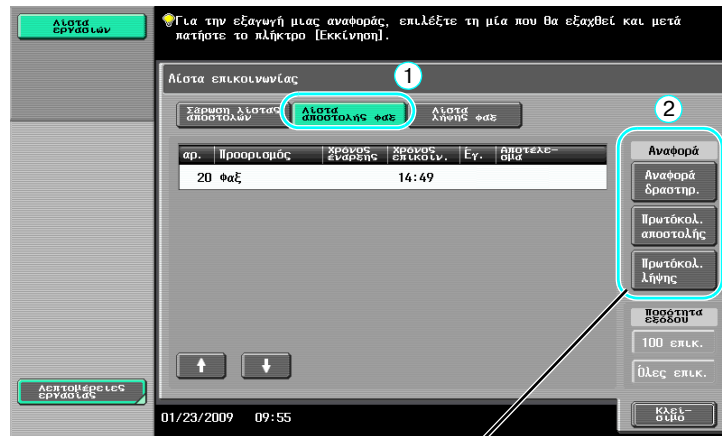 Λίστα
εργασιών
Για την εξαγωγή μιας αναφοράς, επιλέξτε τη μία που θα εξαχθεί και μετά
πατήστε το πλήκτρο [Εκκίνηση].
Λίστα επικοινωνίας
1
Σάρωση λίστας
αποστολών
Λίστα
αποστολής φαξ
Λίστα
λήψης φαξ
2
αρ. Προορισμός Χρόνος
έναρξης Χρόνος
επικοιν. Εγ. Αποτέλε-
σμα
20 Φαξ 14:49
Αναφορά
Αναφορά
δραστηρ.
Πρωτόκολ.
αποστολής
Πρωτόκολ.
λήψης
Ποσότητα
εξόδου
100 επικ.
Όλες επικ.
Λεπτομέρειες
εργασίας
01/23/2009 09:55
Κλεί-
σιμο